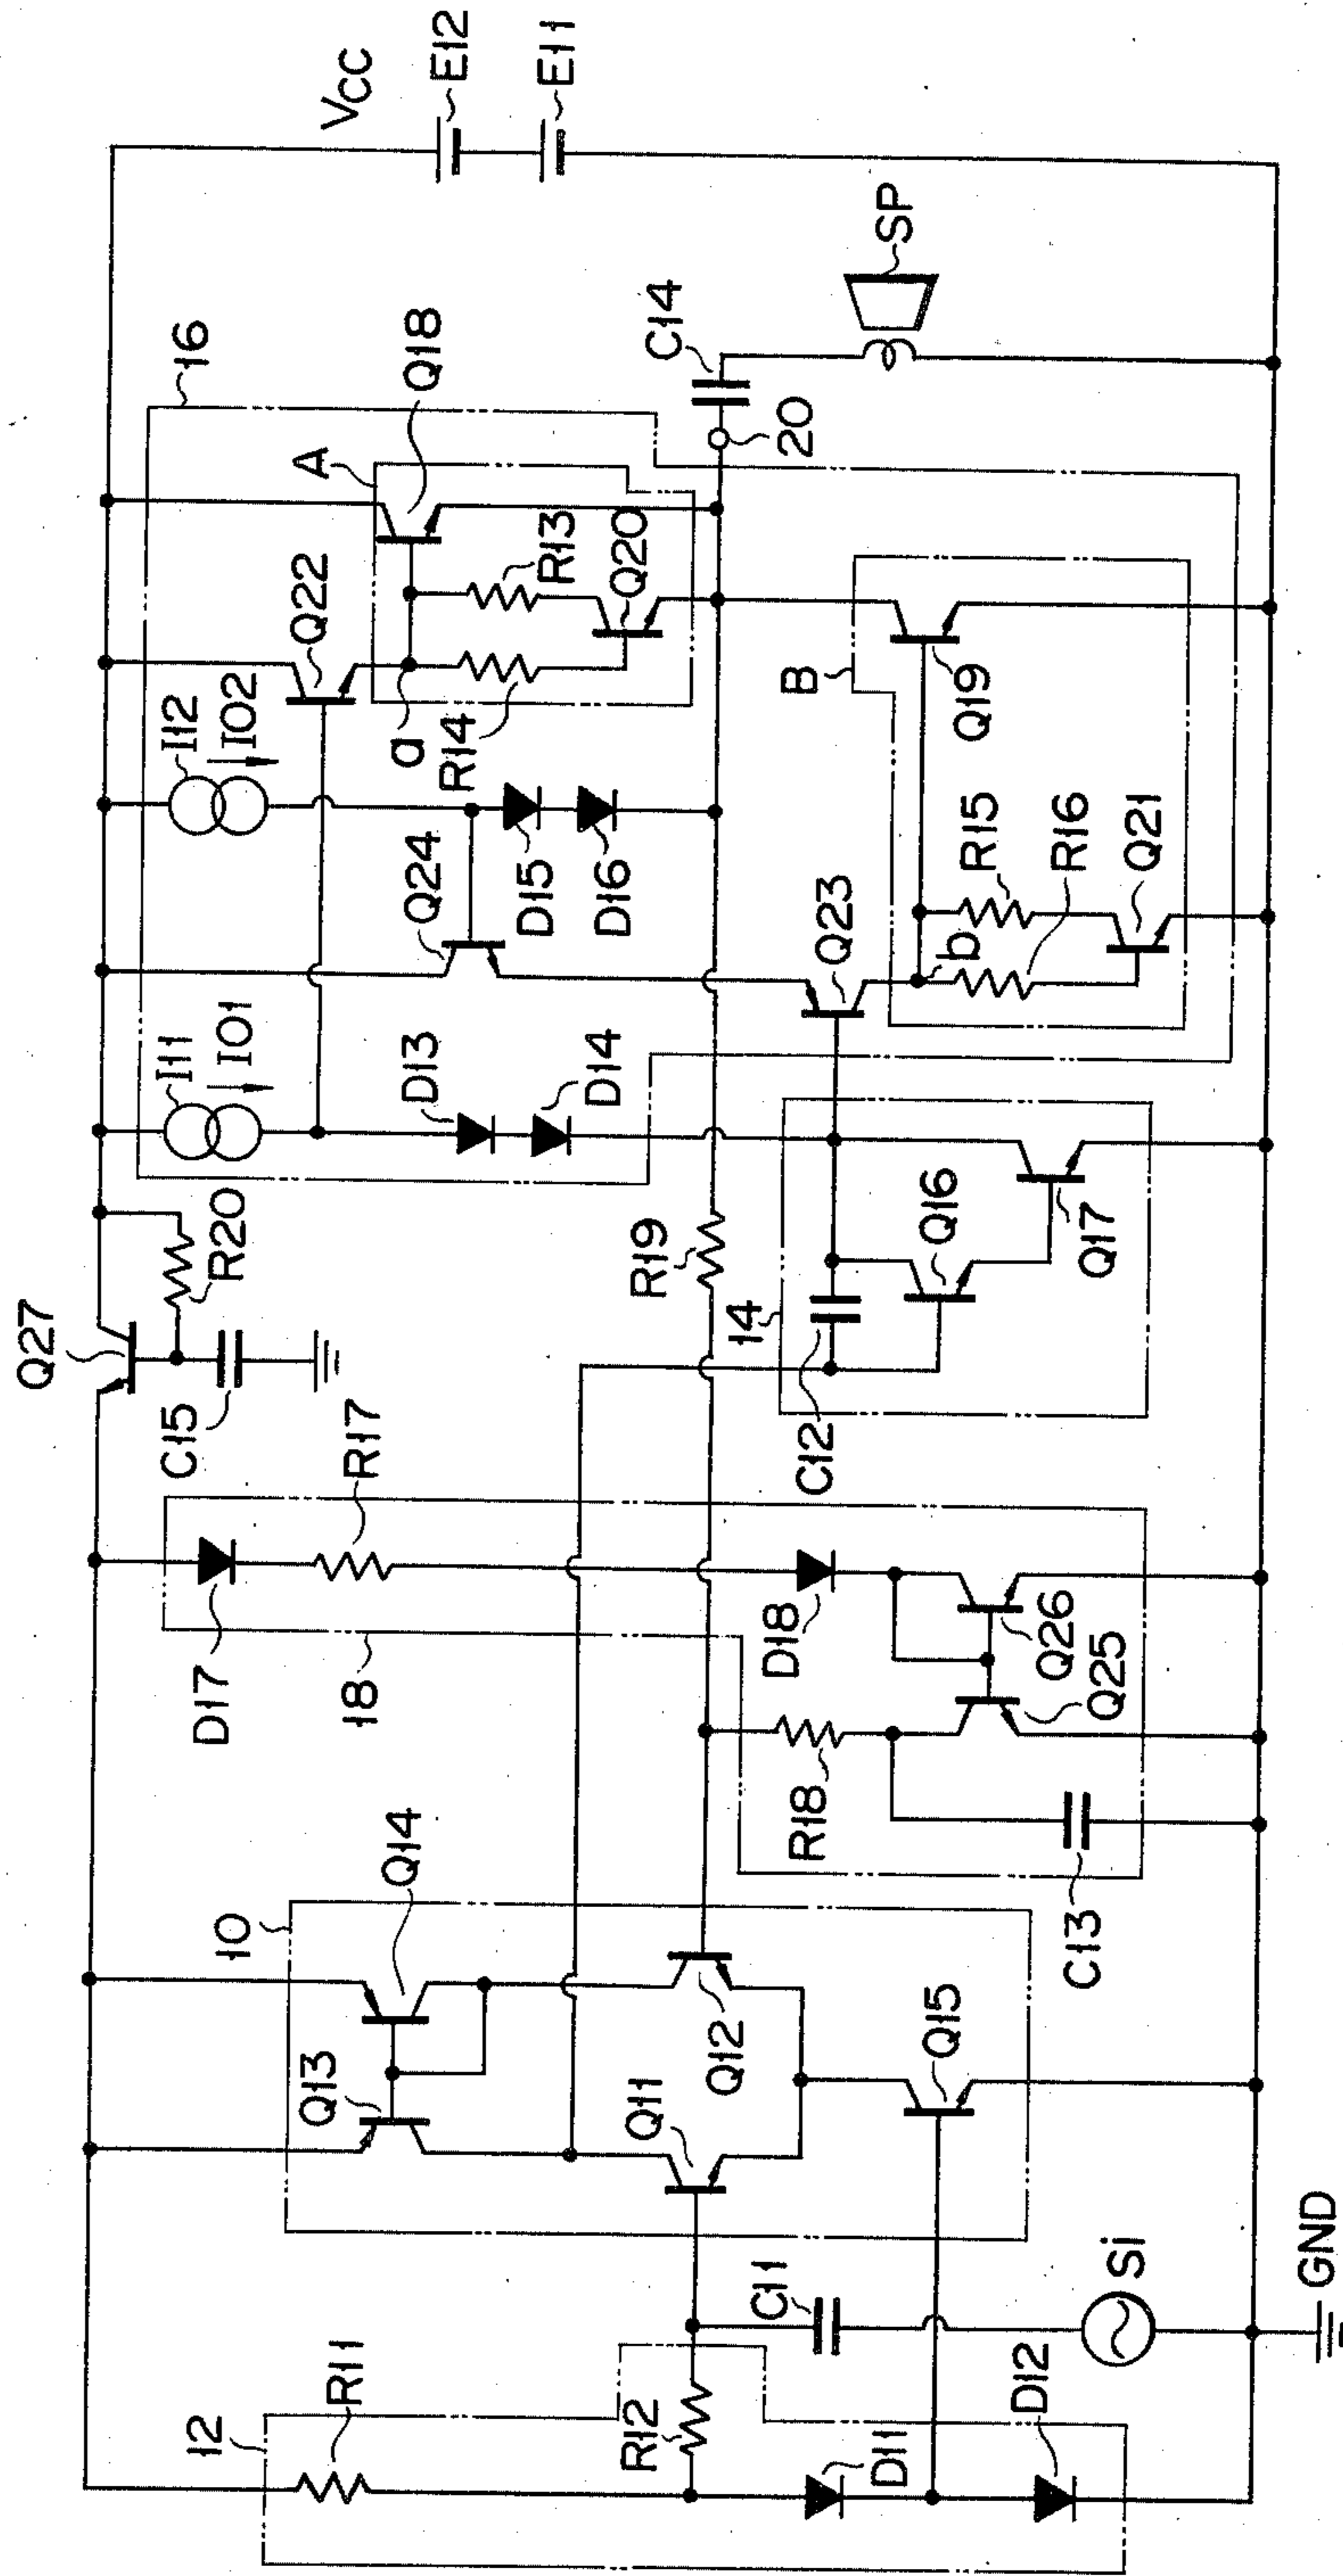 VCC
E12
E11
16
Q18
C14
SP
A
20
Q22
R13
Q20
I12
I02
a
R14
B
Q19
Q24
D15
D16
Q23
b
R15
R16
Q21
I11
I01
D13
D14
Q27
R20
C15
R19
14
Q16
Q17
C12
R17
D17
18
D18
Q26
Q25
R18
C13
10
Q14
Q13
Q12
Q11
Q15
12
R11
R12
C11
Si
D11
D12
GND